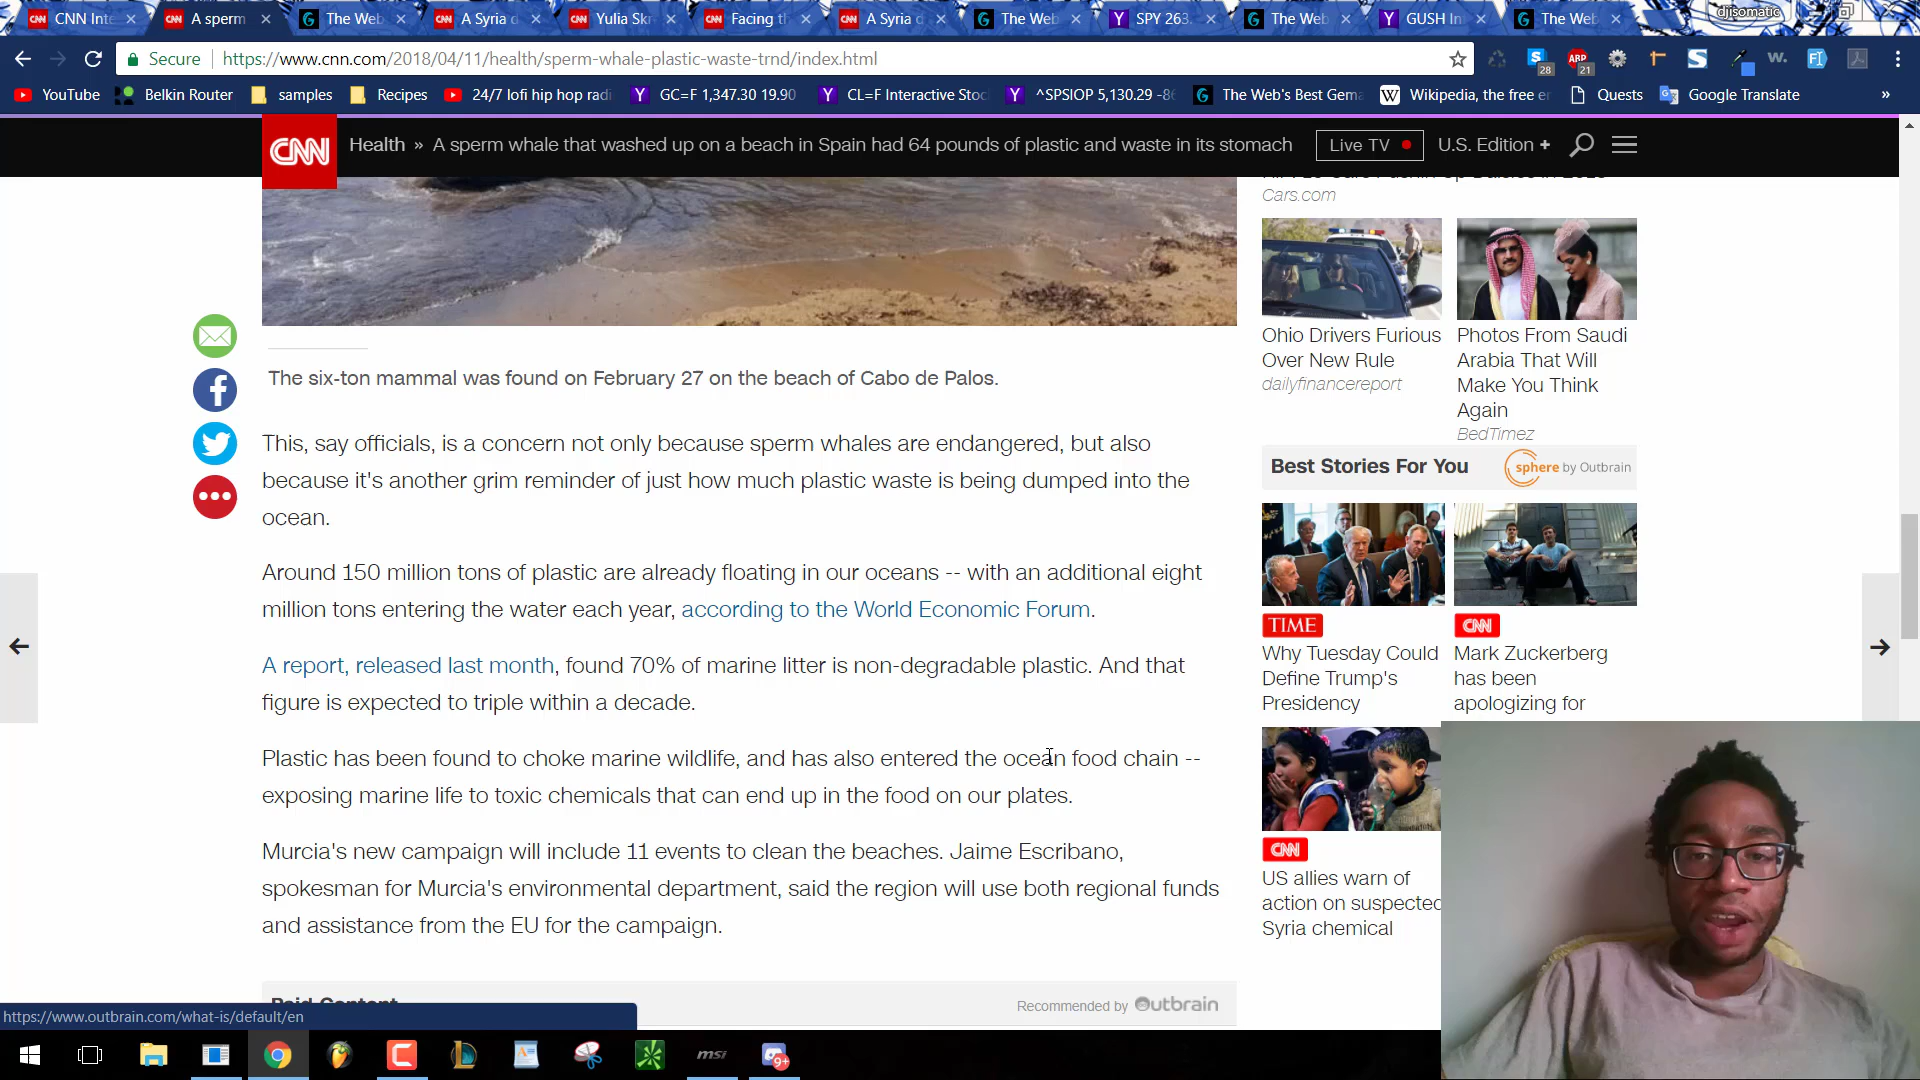 CNN Inte
A sperm
The Web
A Syria d
Yulia Skr
Facing th
A Syria d
The Web
SPY 263.
The Web
GUSH In
The Web
djisomatic
Secure
https://www.cnn.com/2018/04/11/health/sperm-whale-plastic-waste-trnd/index.html
28
ABP
21
YouTube
Belkin Router
samples
Recipes
24/7 lofi hip hop radi
GC=F 1,347.30 19.90
CL=F Interactive Stoc
^SPSIOP 5,130.29 -86
The Web's Best Gema
Wikipedia, the free en
Quests
Google Translate
»
CNN
Health » A sperm whale that washed up on a beach in Spain had 64 pounds of plastic and waste in its stomach
Live TV
U.S. Edition +
The six-ton mammal was found on February 27 on the beach of Cabo de Palos.
This, say officials, is a concern not only because sperm whales are endangered, but also
because it's another grim reminder of just how much plastic waste is being dumped into the
ocean.
Around 150 million tons of plastic are already floating in our oceans -- with an additional eight
million tons entering the water each year, according to the World Economic Forum.
A report, released last month, found 70% of marine litter is non-degradable plastic. And that
figure is expected to triple within a decade.
Plastic has been found to choke marine wildlife, and has also entered the ocean food chain --
exposing marine life to toxic chemicals that can end up in the food on our plates.
Murcia's new campaign will include 11 events to clean the beaches. Jaime Escribano,
spokesman for Murcia's environmental department, said the region will use both regional funds
and assistance from the EU for the campaign.
Paid Content
Recommended by Outbrain
Cars.com
Ohio Drivers Furious
Over New Rule
dailyfinancereport
Photos From Saudi
Arabia That Will
Make You Think
Again
BedTimez
Best Stories For You
sphere by Outbrain
TIME
Why Tuesday Could
Define Trump's
Presidency
CNN
Mark Zuckerberg
has been
apologizing for
CNN
US allies warn of
action on suspected
Syria chemical
https://www.outbrain.com/what-is/default/en
msi
9+